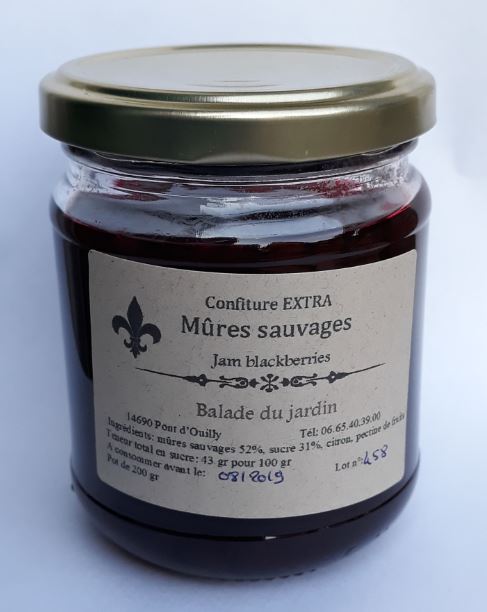 Confiture EXTRA
Mûres sauvages
Jam blackberries
Balade du jardin
14690 Pont d'Ouilly Tél: 06.65.40.39.00
Ingrédients: mûres sauvages 52%, sucre 31%, citron, pectine de fruits
Teneur total en sucre: 43 gr pour 100 gr
A consommer avant le: 08/2019 Lot n°: 458
Pot de 200 gr